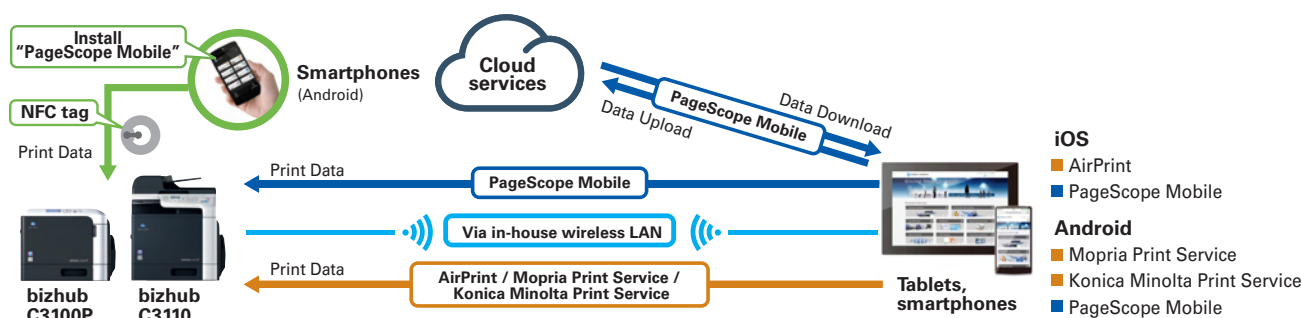 Install
“PageScope Mobile”
NFC tag
Print Data
Smartphones
(Android)
Cloud
services
Data Upload
PageScope Mobile
Data Download
Print Data
PageScope Mobile
Via in-house wireless LAN
Print Data
AirPrint / Mopria Print Service /
Konica Minolta Print Service
bizhub
C3100P
bizhub
C3110
Tablets,
smartphones
iOS
AirPrint
PageScope Mobile
Android
Mopria Print Service
Konica Minolta Print Service
PageScope Mobile